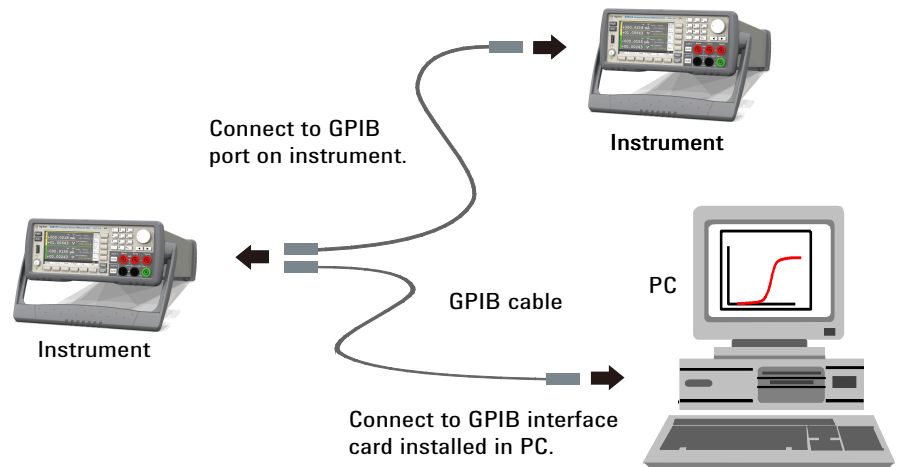 Connect to GPIB
port on instrument.
Instrument
Instrument
GPIB cable
PC
Connect to GPIB interface
card installed in PC.